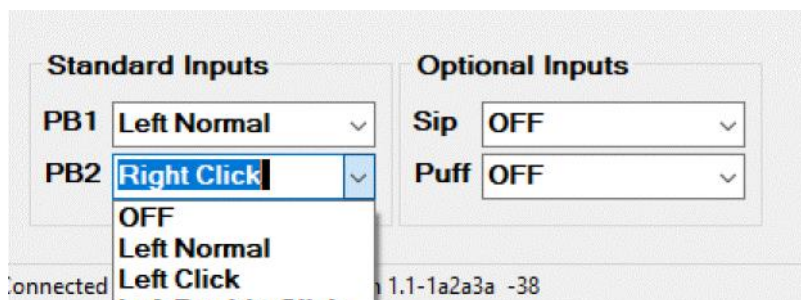 Standard Inputs
PB1 Left Normal
PB2 Right Click
OFF
Left Normal
Left Click
Optional Inputs
Sip OFF
Puff OFF
Connected 1.1-1a2a3a -38